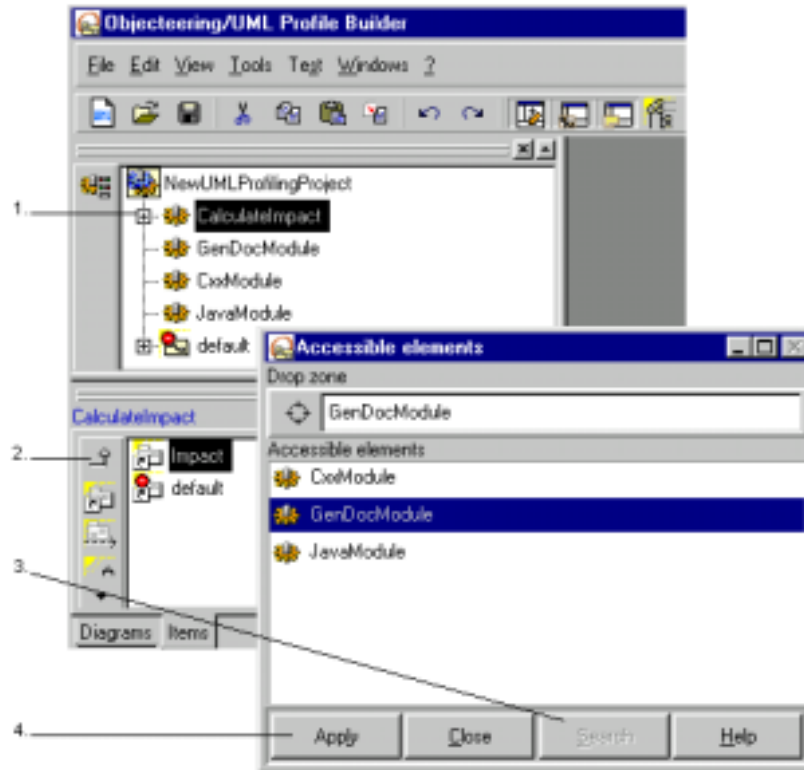 Objecteering/UML Profile Builder
File Edit View Tools Test Windows ?
NewUMLProfilingProject
1.
CalculateImpact
GenDocModule
CxxModule
JavaModule
default
Accessible elements
Drop zone
GenDocModule
CalculateImpact
Accessible elements
2.
Impact
CxxModule
default
GenDocModule
JavaModule
3.
Diagrams Items
4.
Apply Close Search Help